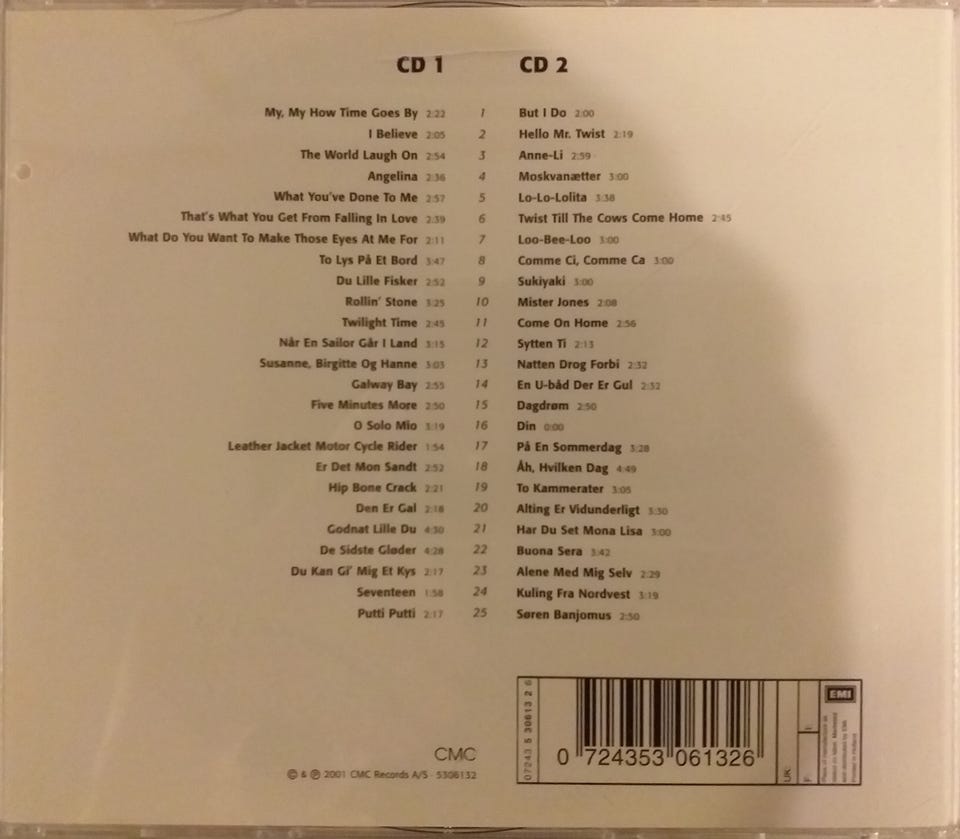 CD 1 CD 2
My, My How Time Goes By 2:22 1 But I Do 2:00
I Believe 2:05 2 Hello Mr. Twist 2:19
The World Laugh On 2:54 3 Anne-Li 2:59
Angelina 2:36 4 Moskvanætter 3:00
What You've Done To Me 2:57 5 Lo-Lo-Lolita 3:38
That's What You Get From Falling In Love 2:39 6 Twist Till The Cows Come Home 2:45
What Do You Want To Make Those Eyes At Me For 2:11 7 Loo-Bee-Loo 3:00
To Lys På Et Bord 3:47 8 Comme Ci, Comme Ca 3:00
Du Lille Fisker 2:52 9 Sukiyaki 3:00
Rollin' Stone 3:25 10 Mister Jones 2:08
Twilight Time 2:45 11 Come On Home 2:56
Når En Sailor Går I Land 3:15 12 Sytten Ti 2:13
Susanne, Birgitte Og Hanne 3:03 13 Natten Drog Forbi 2:32
Galway Bay 2:55 14 En U-båd Der Er Gul 2:32
Five Minutes More 2:50 15 Dagdrøm 2:50
O Solo Mio 3:19 16 Din 0:00
Leather Jacket Motor Cycle Rider 1:54 17 På En Sommerdag 3:28
Er Det Mon Sandt 2:52 18 Åh, Hvilken Dag 4:49
Hip Bone Crack 2:21 19 To Kammerater 3:05
Den Er Gal 2:18 20 Alting Er Vidunderligt 3:30
Godnat Lille Du 4:30 21 Har Du Set Mona Lisa 3:00
De Sidste Gløder 4:28 22 Buona Sera 3:42
Du Kan Gi' Mig Et Kys 2:17 23 Alene Med Mig Selv 2:29
Seventeen 1:58 24 Kuling Fra Nordvest 3:19
Putti Putti 2:17 25 Søren Banjomus 2:50
CMC
© & ℗ 2001 CMC Records A/S · 5306132
07243 5 30613 2 6
0 724353 061326
UK:
F:
EMI